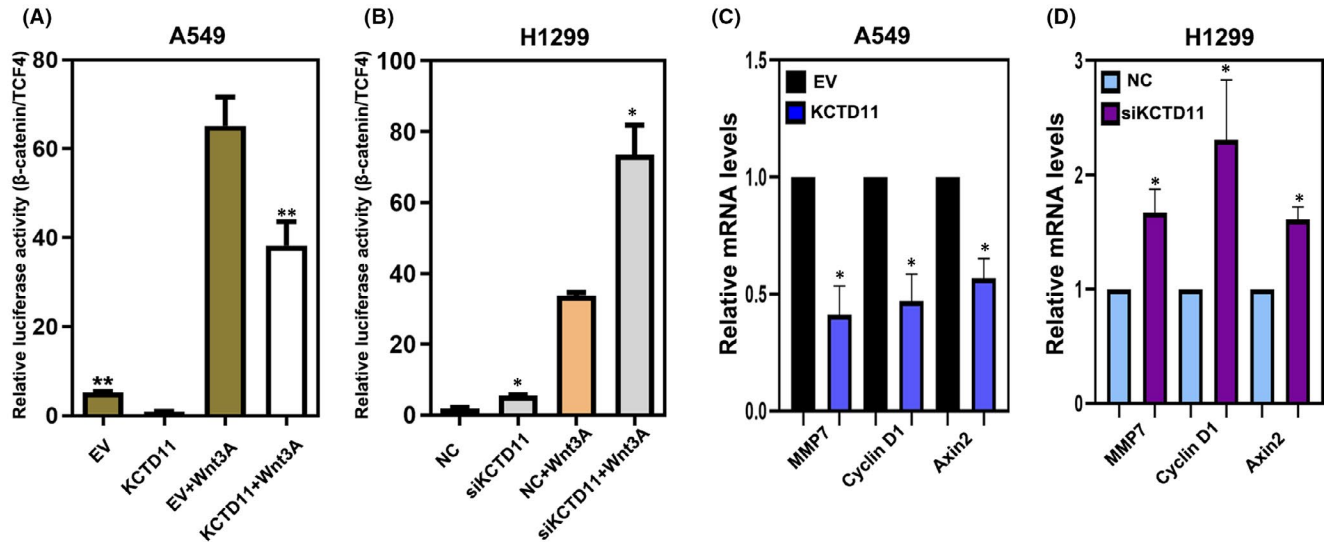 (A)
A549
Relative luciferase activity (β-catenin/TCF4)
80
60
40
20
0
**
**
EV
KCTD11
EV+Wnt3A
KCTD11+Wnt3A
(B)
H1299
Relative luciferase activity (β-catenin/TCF4)
100
80
60
40
20
0
*
*
NC
siKCTD11
NC+Wnt3A
siKCTD11+Wnt3A
(C)
A549
Relative mRNA levels
1.5
1.0
0.5
0.0
EV
KCTD11
*
*
*
MMP7
Cyclin D1
Axin2
(D)
H1299
Relative mRNA levels
3
2
1
0
NC
siKCTD11
*
*
*
MMP7
Cyclin D1
Axin2